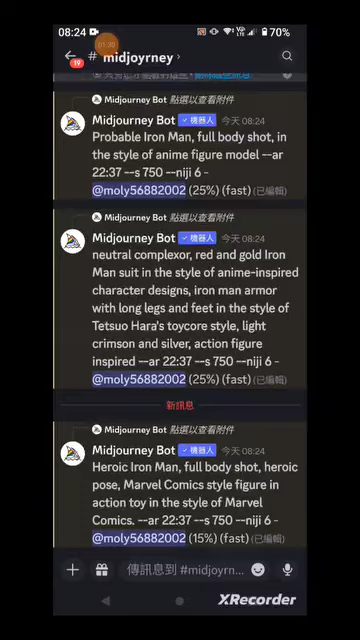 08:24
70%
01:30
19
# midjoyrney
Midjourney Bot 點選以查看附件
Midjourney Bot ✓機器人 今天 08:24
Probable Iron Man, full body shot, in
the style of anime figure model --ar
22:37 --s 750 --niji 6 -
@moly56882002 (25%) (fast) (已編輯)
Midjourney Bot 點選以查看附件
Midjourney Bot ✓機器人 今天 08:24
neutral complexor, red and gold Iron
Man suit in the style of anime-inspired
character designs, iron man armor
with long legs and feet in the style of
Tetsuo Hara's toycore style, light
crimson and silver, action figure
inspired --ar 22:37 --s 750 --niji 6 -
@moly56882002 (25%) (fast) (已編輯)
新訊息
Midjourney Bot 點選以查看附件
Midjourney Bot ✓機器人 今天 08:24
Heroic Iron Man, full body shot, heroic
pose, Marvel Comics style figure in
action toy in the style of Marvel
Comics. --ar 22:37 --s 750 --niji 6 -
@moly56882002 (15%) (fast) (已編輯)
傳訊息到 #midjoyrn...
XRecorder